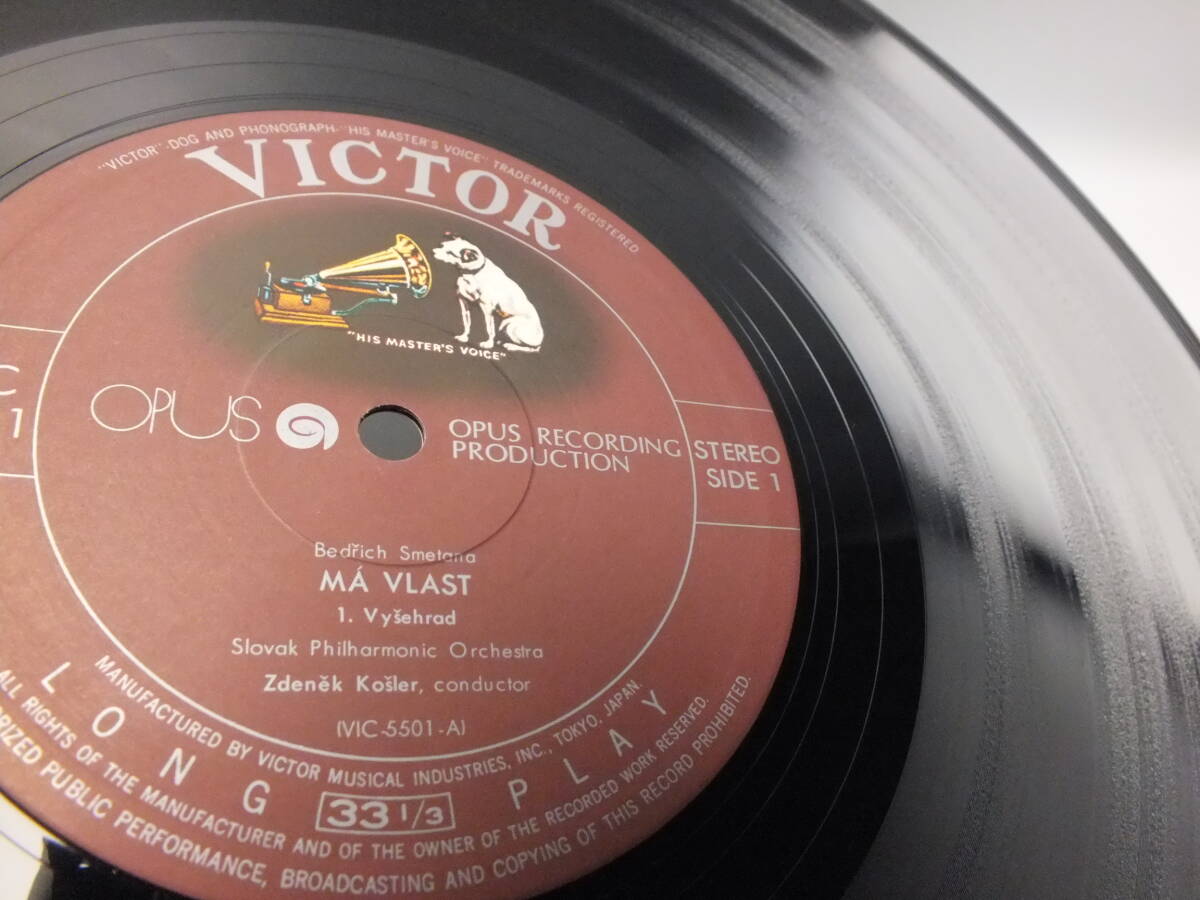 "VICTOR"-DOG AND PHONOGRAPH-"HIS MASTER'S VOICE" TRADEMARKS REGISTERED
VICTOR
"HIS MASTER'S VOICE"
C
1
OPUS
OPUS RECORDING
PRODUCTION
STEREO
SIDE 1
Bedřich Smetana
MÁ VLAST
1. Vyšehrad
Slovak Philharmonic Orchestra
Zdeněk Košler, conductor
(VIC-5501-A)
MANUFACTURED BY VICTOR MUSICAL INDUSTRIES, INC., TOKYO, JAPAN.
LONG 33 1/3 PLAY
ALL RIGHTS OF THE MANUFACTURER AND OF THE OWNER OF THE RECORDED WORK RESERVED.
PUBLIC PERFORMANCE, BROADCASTING AND COPYING OF THIS RECORD PROHIBITED.